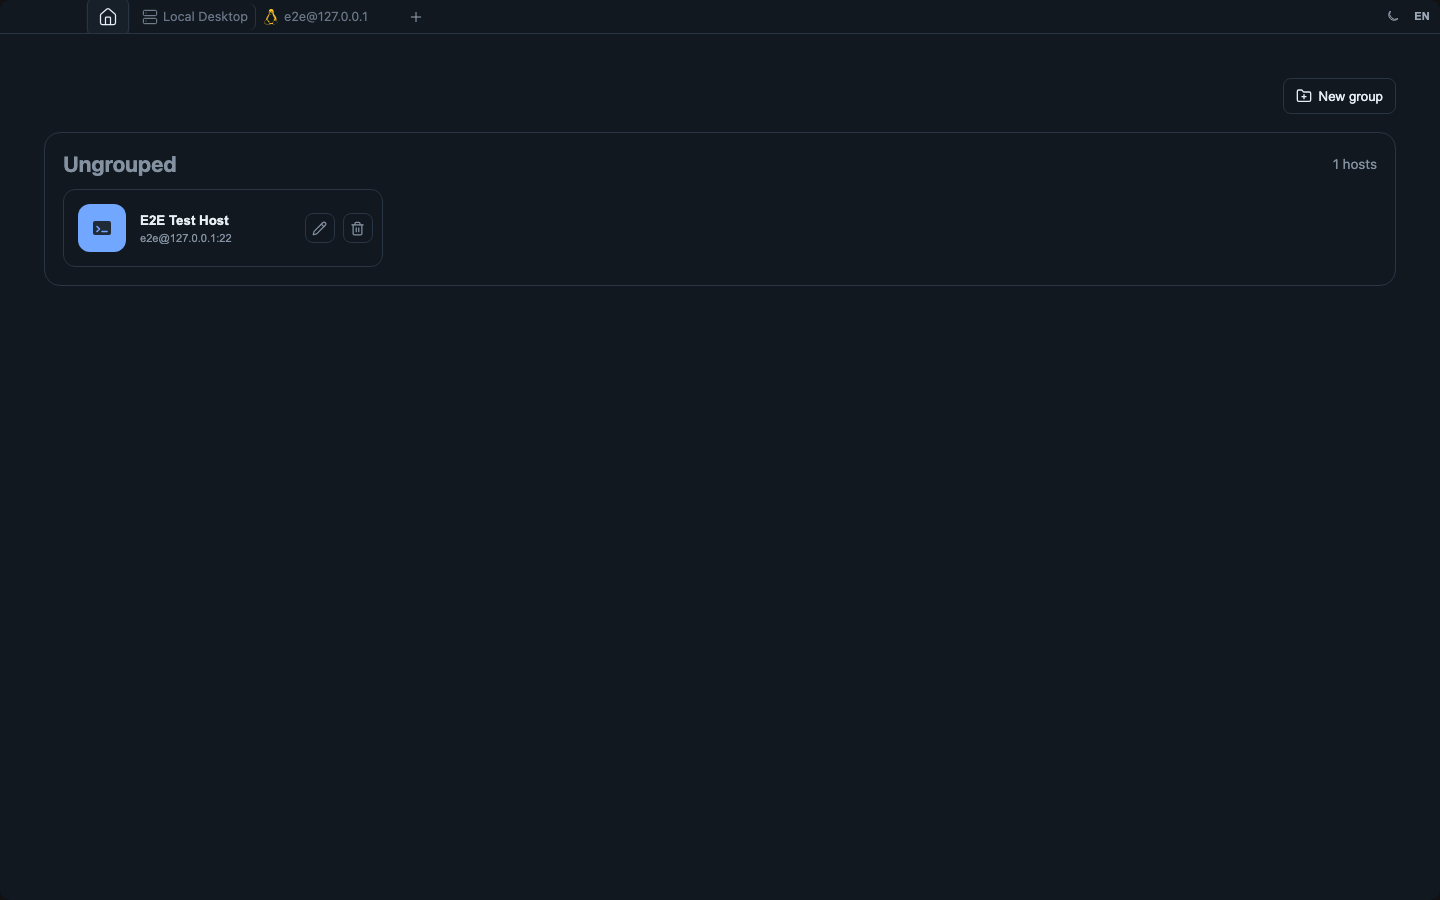 Local Desktop
e2e@127.0.0.1
EN
New group
Ungrouped
1 hosts
E2E Test Host
e2e@127.0.0.1:22